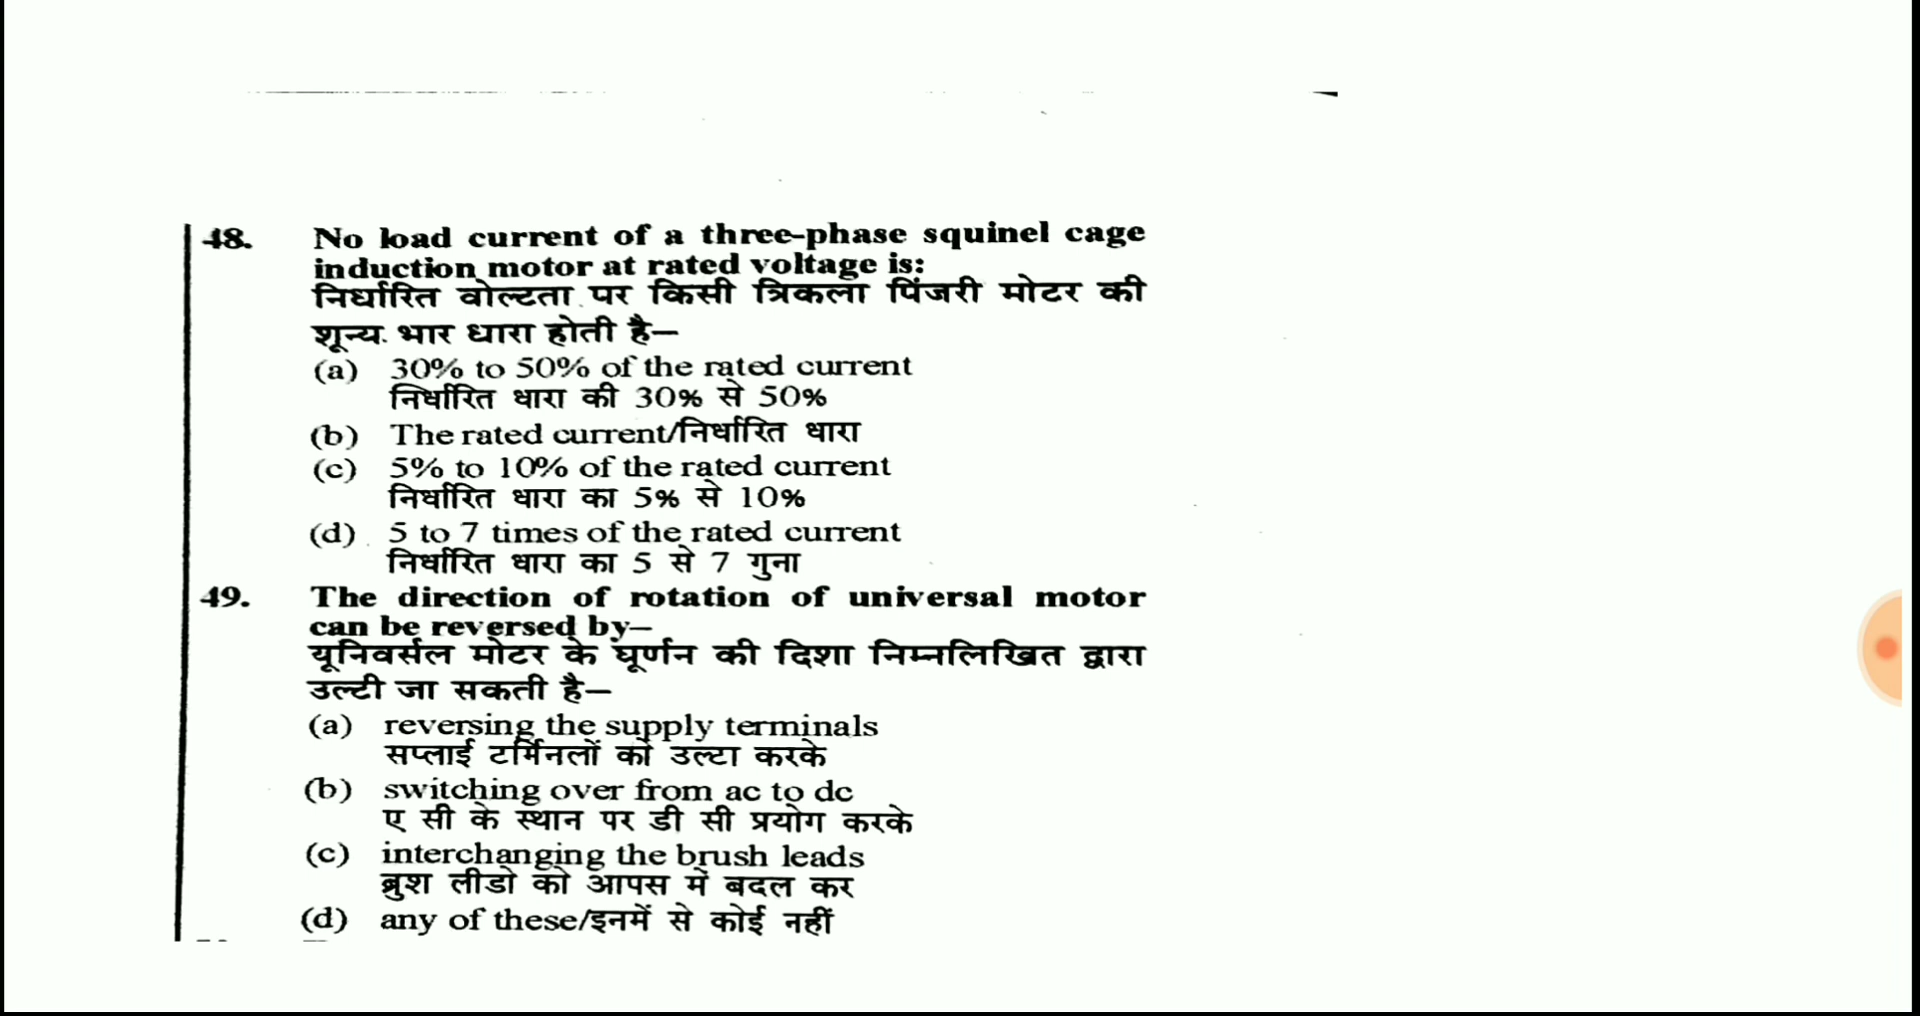 48. No load current of a three-phase squinel cage
induction motor at rated voltage is:
निर्धारित वोल्टता पर किसी त्रिकला पिंजरी मोटर की
शून्य भार धारा होती है–
(a) 30% to 50% of the rated current
निर्धारित धारा की 30% से 50%
(b) The rated current/निर्धारित धारा
(c) 5% to 10% of the rated current
निर्धारित धारा का 5% से 10%
(d) 5 to 7 times of the rated current
निर्धारित धारा का 5 से 7 गुना
49. The direction of rotation of universal motor
can be reversed by–
यूनिवर्सल मोटर के घूर्णन की दिशा निम्नलिखित द्वारा
उल्टी जा सकती है–
(a) reversing the supply terminals
सप्लाई टर्मिनलों को उल्टा करके
(b) switching over from ac to dc
ए सी के स्थान पर डी सी प्रयोग करके
(c) interchanging the brush leads
ब्रुश लीडो को आपस में बदल कर
(d) any of these/इनमें से कोई नहीं